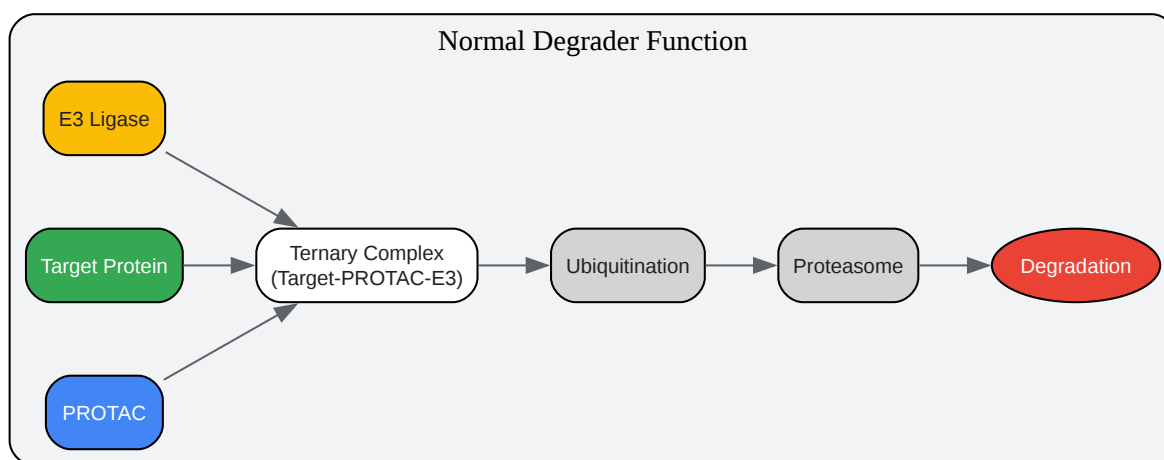 Normal Degrader Function
E3 Ligase
Target Protein
PROTAC
Ternary Complex
(Target-PROTAC-E3)
Ubiquitination
Proteasome
Degradation